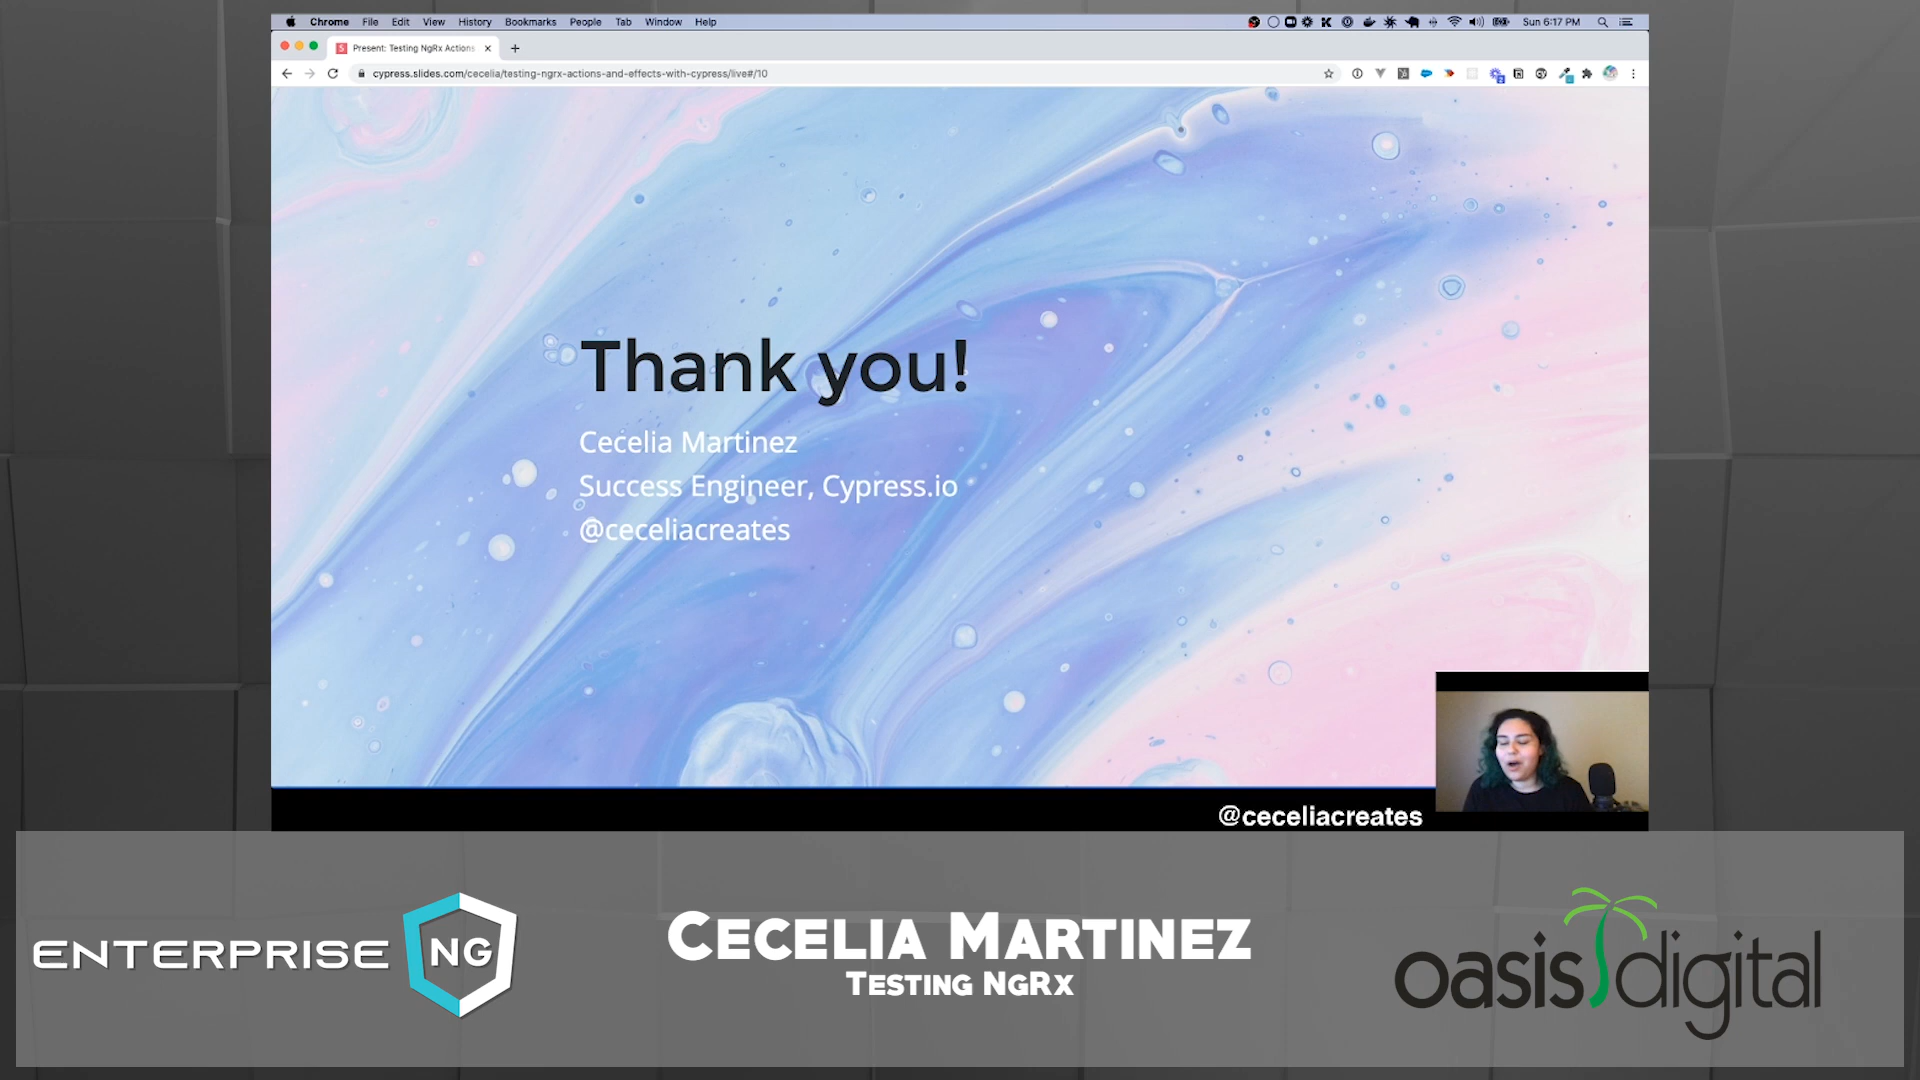 Chrome File Edit View History Bookmarks People Tab Window Help Sun 6:17 PM
Present: Testing NgRx Actions
cypress.slides.com/cecelia/testing-ngrx-actions-and-effects-with-cypress/live#/10
Thank you!
Cecelia Martinez
Success Engineer, Cypress.io
@ceceliacreates
@ceceliacreates
ENTERPRISE NG
Cecelia Martinez
Testing NgRx
oasis digital